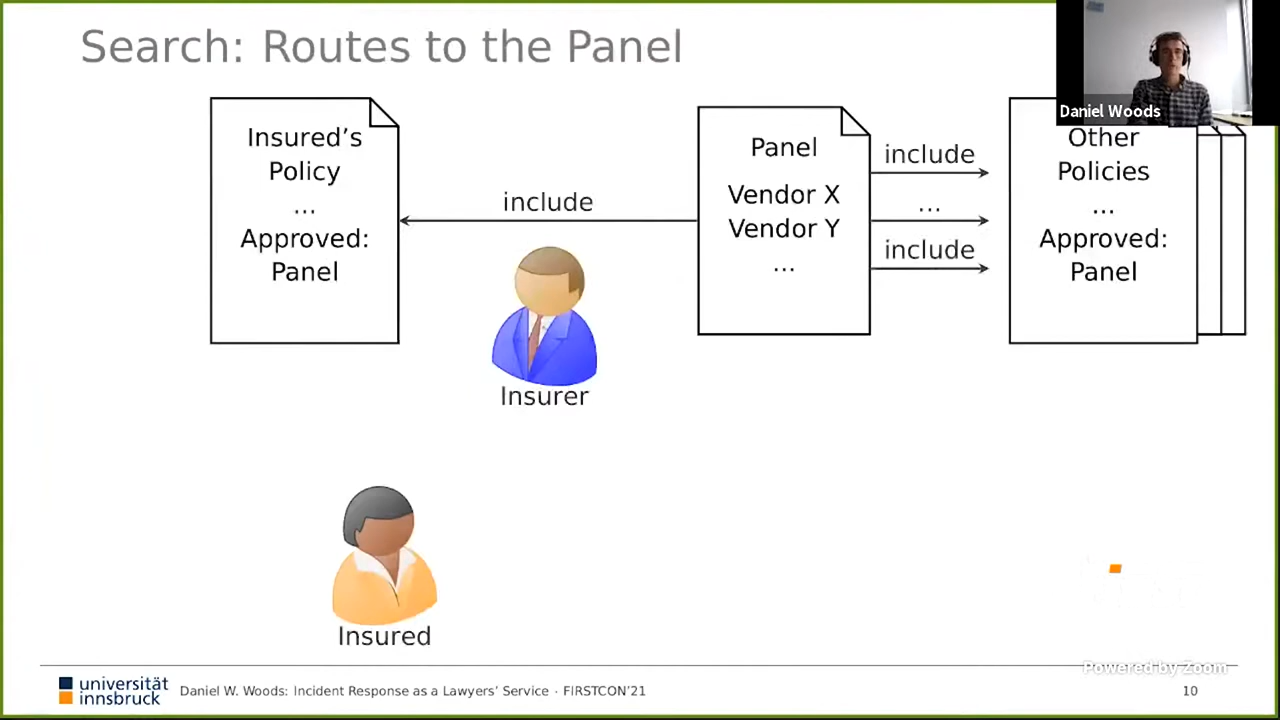 Search: Routes to the Panel
Daniel Woods
Insured's
Policy
...
Approved:
Panel
include
Panel
Vendor X
Vendor Y
...
include
...
include
Other
Policies
...
Approved:
Panel
Insurer
Insured
Powered by Zoom
universität
innsbruck
Daniel W. Woods: Incident Response as a Lawyers' Service · FIRSTCON'21
10